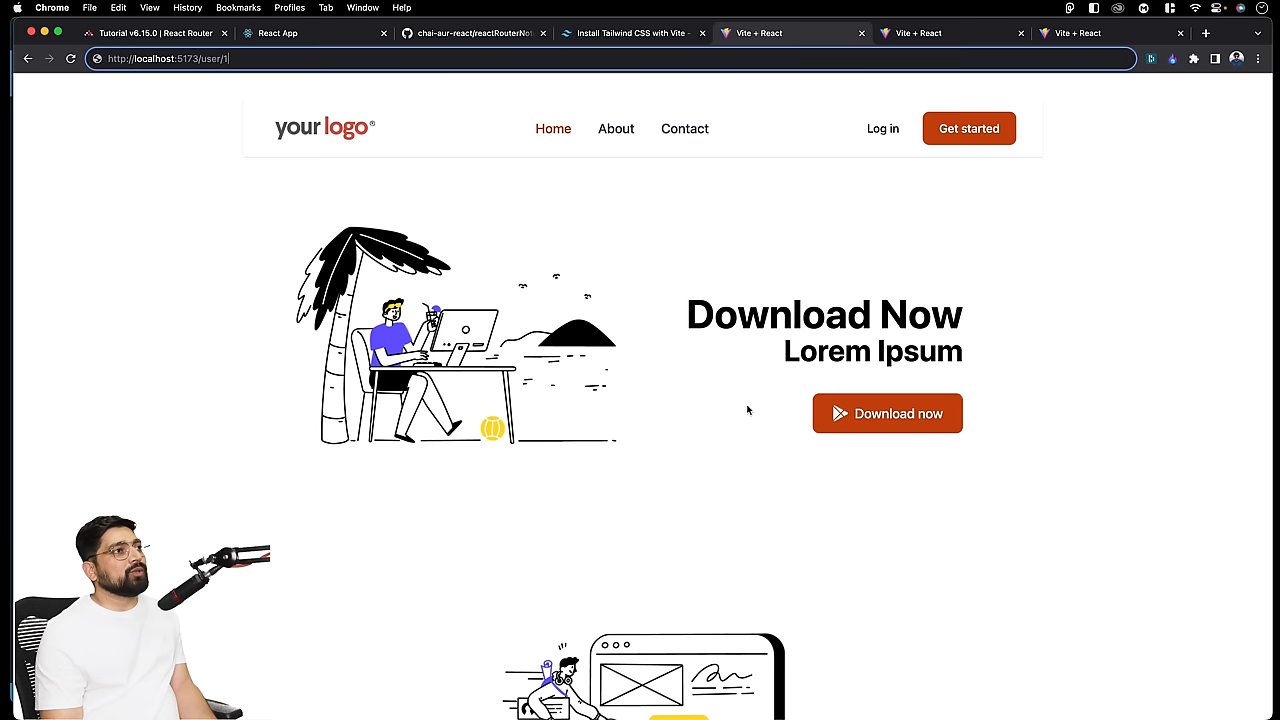 Chrome File Edit View History Bookmarks Profiles Tab Window Help
Tutorial v6.15.0 | React Router
React App
chai-aur-react/reactRouterNot
Install Tailwind CSS with Vite -
Vite + React
Vite + React
Vite + React
http://localhost:5173/user/1
your logo®
Home About Contact
Log in
Get started
Download Now
Lorem Ipsum
Download now